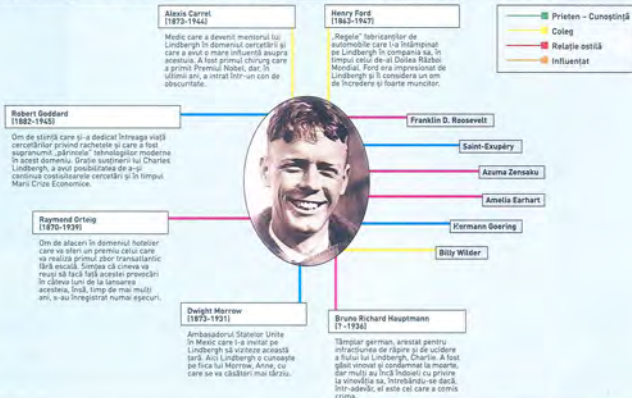 Alexis Carrel
(1873-1944)
Medic care a devenit mentorul lui
Lindbergh în domeniul cercetării și
care a avut o mare influență asupra
acestuia. A fost primul chirurg care
a primit Premiul Nobel, dar, în
ultimii ani, a intrat într-un con de
obscuritate.
Henry Ford
(1863-1947)
„Regele” fabricanților de
automobile care l-a întâmpinat
pe Lindbergh în compania sa, în
timpul celui de-al Doilea Război
Mondial. Ford era impresionat de
Lindbergh și îl considera un om
de încredere și foarte muncitor.
Prieten – Cunoștință
Coleg
Relație ostilă
Influențat
Robert Goddard
(1882-1945)
Om de știință care și-a dedicat întreaga viață
cercetărilor privind rachetele și care a fost
supranumit „părintele” tehnologiilor moderne
în acest domeniu. Grație susținerii lui Charles
Lindbergh, a avut posibilitatea de a-și
continua costisitoarele cercetări și în timpul
Marii Crize Economice.
Franklin D. Roosevelt
Saint-Exupéry
Azuma Zensaku
Amelia Earhart
Hermann Goering
Billy Wilder
Raymond Orteig
(1870-1939)
Om de afaceri în domeniul hotelier
care va oferi un premiu celui care
va realiza primul zbor transatlantic
fără escală. Simțea că cineva va
reuși să facă față acestei provocări
în câteva luni de la lansarea
acesteia, însă, timp de mai mulți
ani, s-au înregistrat numai eșecuri.
Dwight Morrow
(1873-1931)
Ambasadorul Statelor Unite
în Mexic care l-a invitat pe
Lindbergh să viziteze această
țară. Aici Lindbergh o cunoaște
pe fiica lui Morrow, Anne, cu
care se va căsători mai târziu.
Bruno Richard Hauptmann
(? -1936)
Tâmplar german, arestat pentru
infracțiunea de răpire și de ucidere
a fiului lui Lindbergh, Charlie. A fost
găsit vinovat și condamnat la moarte,
dar mulți au încă îndoieli cu privire
la vinovăția sa, întrebându-se dacă,
într-adevăr, el este cel care a comis
crima.